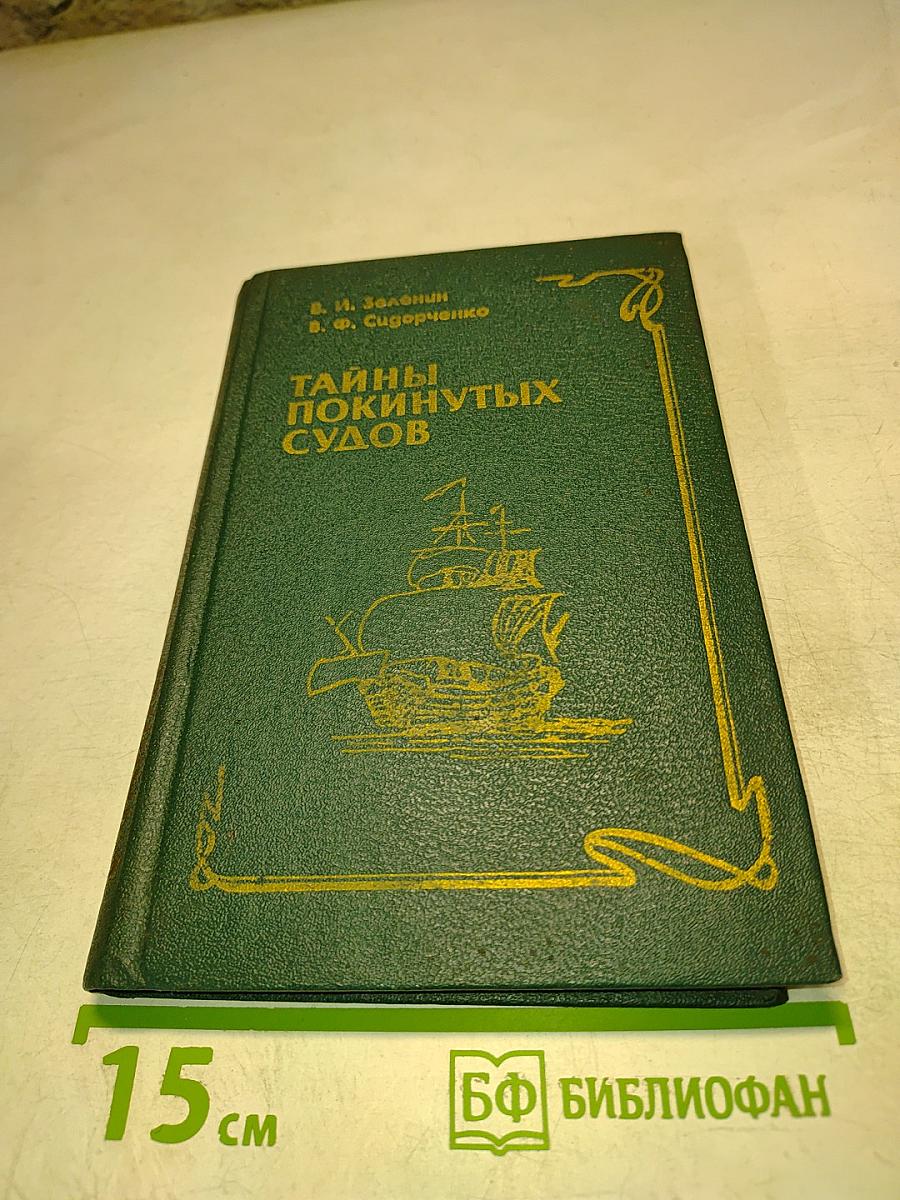 В. И. Зеленин
В. Ф. Сидорченко
ТАЙНЫ
ПОКИНУТЫХ
СУДОВ
15 см
БФ БИБЛИОФАН